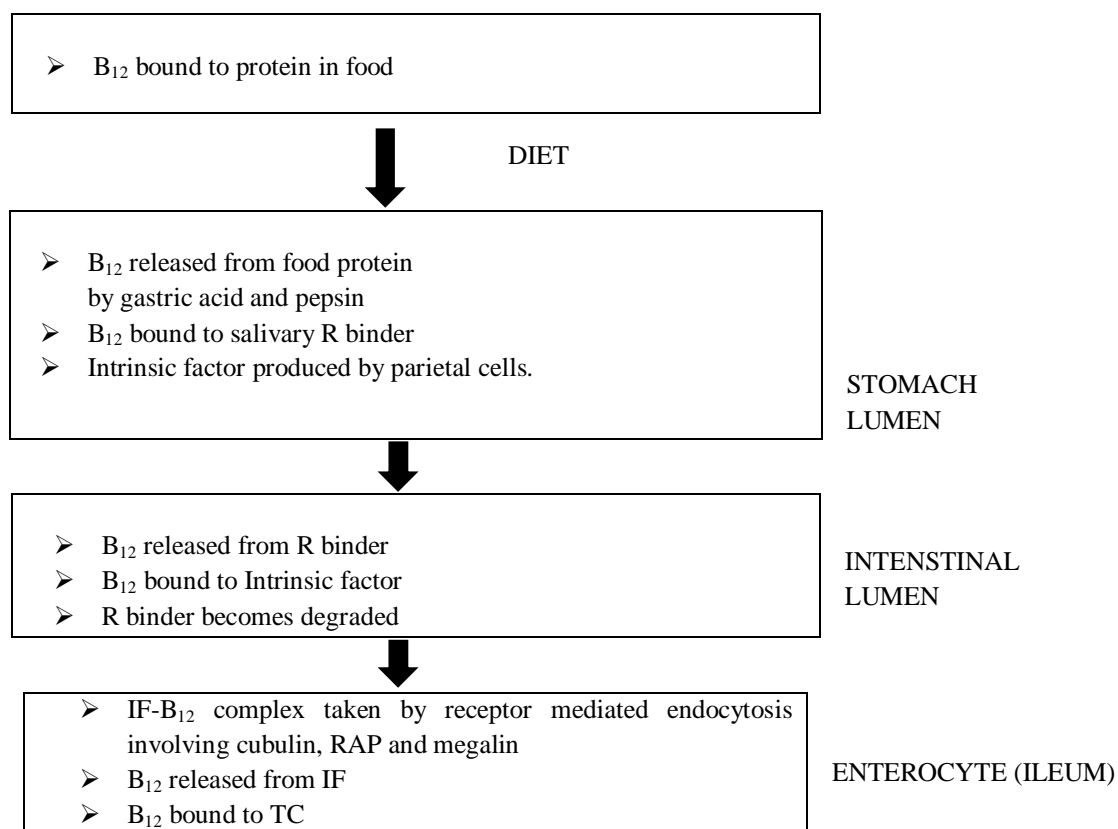 ➢ B₁₂ bound to protein in food
DIET
➢ B₁₂ released from food protein
by gastric acid and pepsin
➢ B₁₂ bound to salivary R binder
➢ Intrinsic factor produced by parietal cells.
STOMACH
LUMEN
➢ B₁₂ released from R binder
➢ B₁₂ bound to Intrinsic factor
➢ R binder becomes degraded
INTENSTINAL
LUMEN
➢ IF-B₁₂ complex taken by receptor mediated endocytosis
involving cubulin, RAP and megalin
➢ B₁₂ released from IF
➢ B₁₂ bound to TC
ENTEROCYTE (ILEUM)